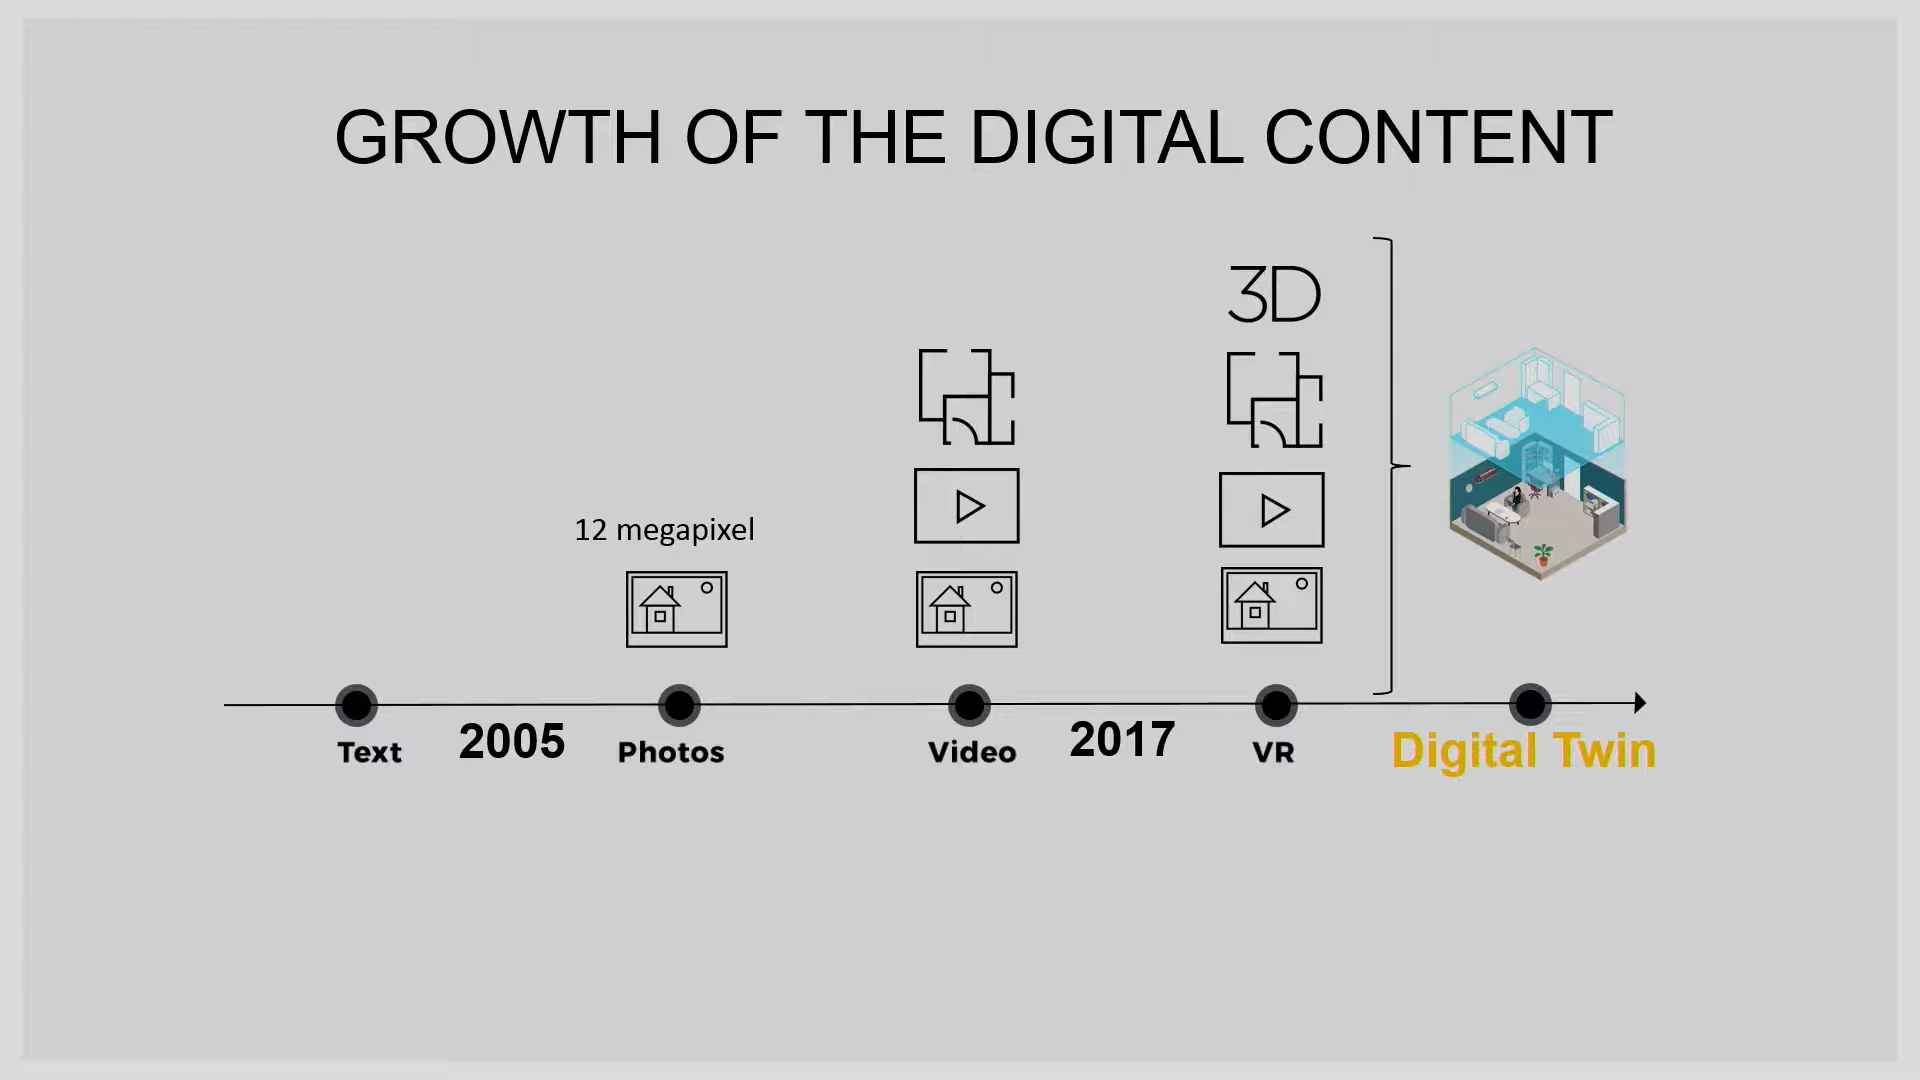 GROWTH OF THE DIGITAL CONTENT
3D
12 megapixel
Text
2005
Photos
Video
2017
VR
Digital Twin